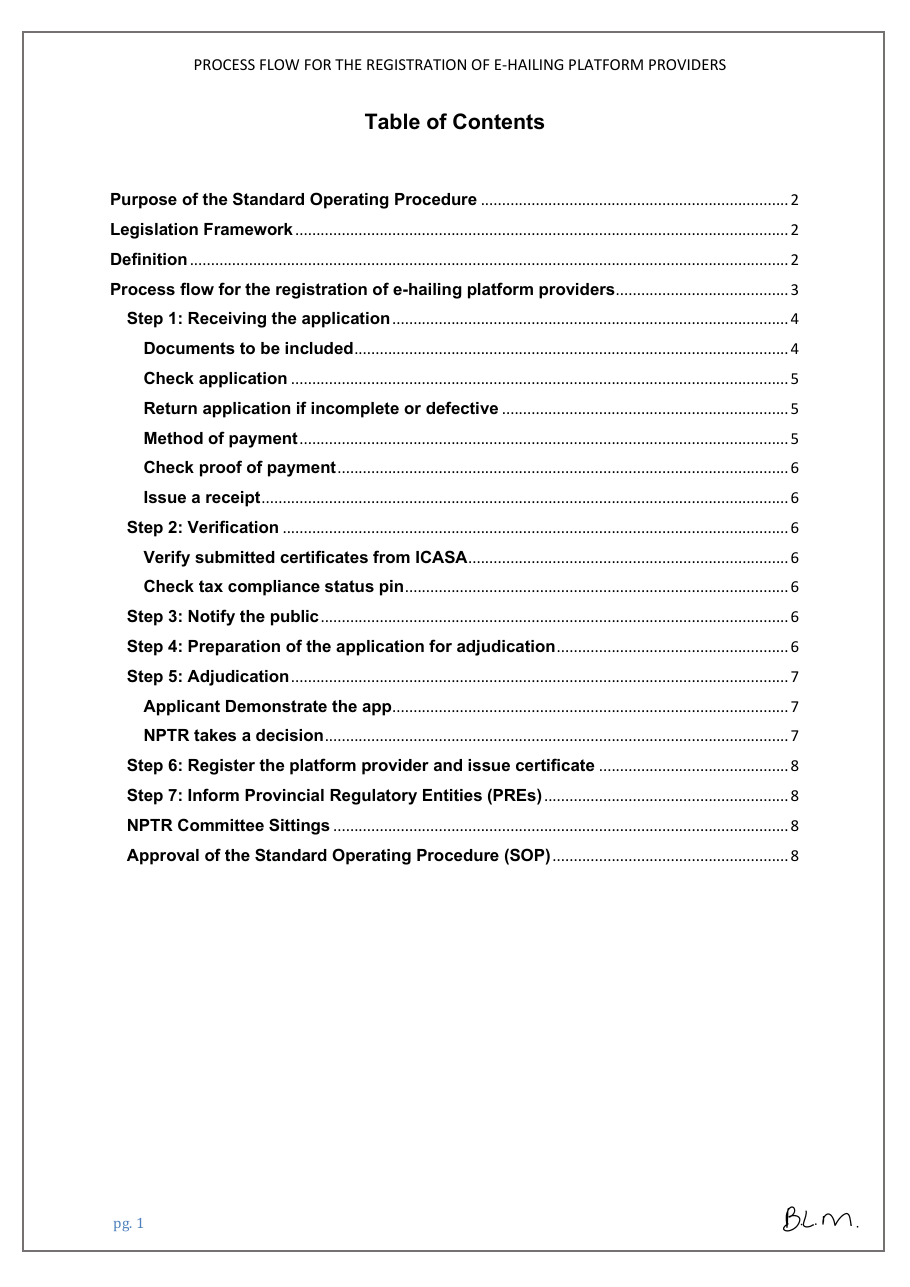 PROCESS FLOW FOR THE REGISTRATION OF E-HAILING PLATFORM PROVIDERS
Table of Contents
Purpose of the Standard Operating Procedure ........ 2
Legislation Framework ........ 2
Definition ........ 2
Process flow for the registration of e-hailing platform providers ........ 3
Step 1: Receiving the application ........ 4
Documents to be included ........ 4
Check application ........ 5
Return application if incomplete or defective ........ 5
Method of payment ........ 5
Check proof of payment ........ 6
Issue a receipt ........ 6
Step 2: Verification ........ 6
Verify submitted certificates from ICASA ........ 6
Check tax compliance status pin ........ 6
Step 3: Notify the public ........ 6
Step 4: Preparation of the application for adjudication ........ 6
Step 5: Adjudication ........ 7
Applicant Demonstrate the app ........ 7
NPTR takes a decision ........ 7
Step 6: Register the platform provider and issue certificate ........ 8
Step 7: Inform Provincial Regulatory Entities (PREs) ........ 8
NPTR Committee Sittings ........ 8
Approval of the Standard Operating Procedure (SOP) ........ 8
pg. 1
B.L.M.